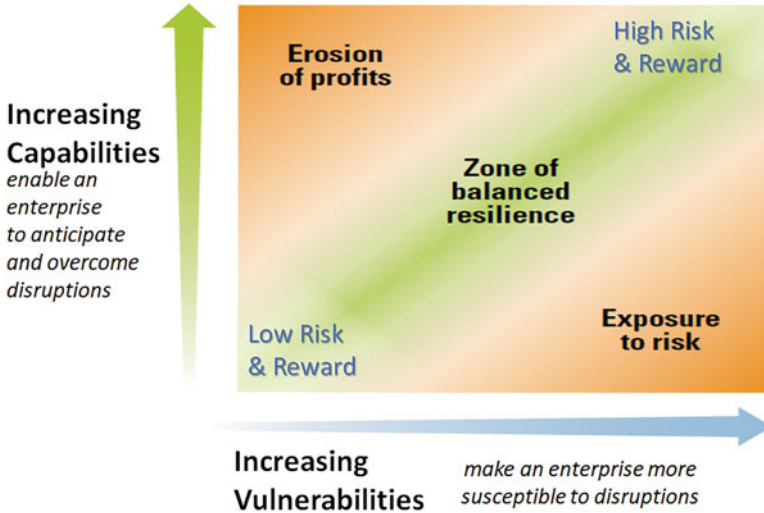 Erosion
of profits
High Risk
& Reward
Increasing
Capabilities
enable an
enterprise
to anticipate
and overcome
disruptions
Zone of
balanced
resilience
Low Risk
& Reward
Exposure
to risk
Increasing
Vulnerabilities
make an enterprise more
susceptible to disruptions